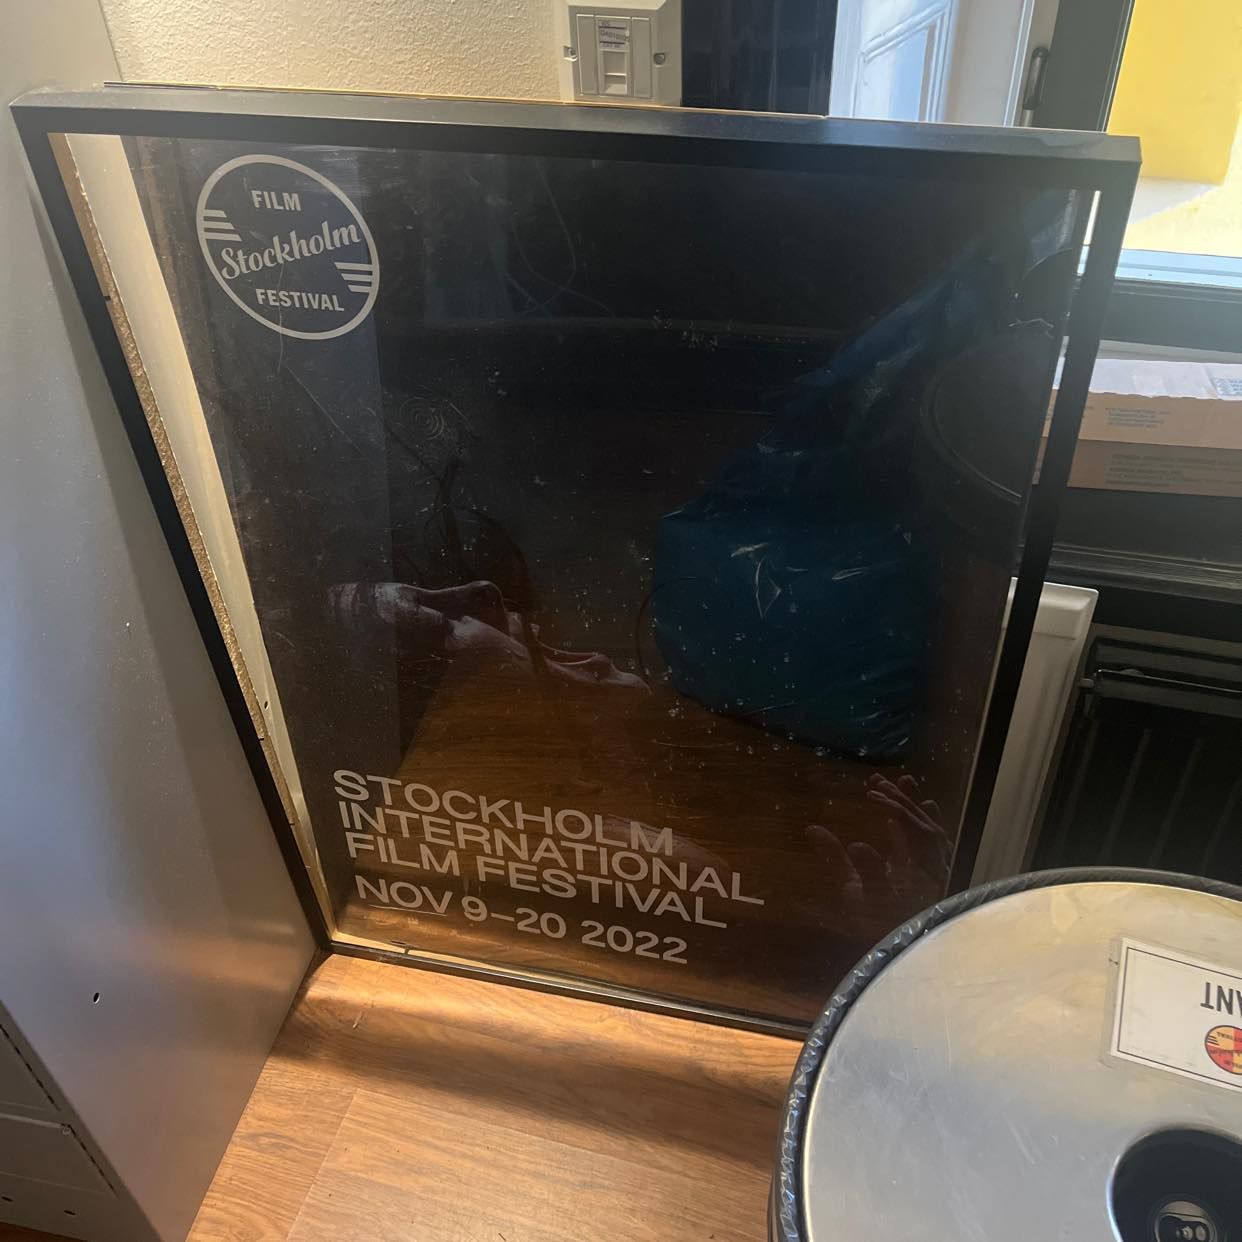 FILM
Stockholm
FESTIVAL
STOCKHOLM
INTERNATIONAL
FILM FESTIVAL
NOV 9–20 2022